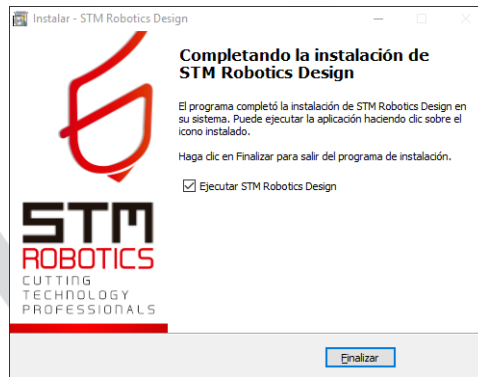 Instalar - STM Robotics Design
Completando la instalación de
STM Robotics Design
El programa completó la instalación de STM Robotics Design en
su sistema. Puede ejecutar la aplicación haciendo clic sobre el
icono instalado.
Haga clic en Finalizar para salir del programa de instalación.
Ejecutar STM Robotics Design
STM
ROBOTICS
CUTTING
TECHNOLOGY
PROFESSIONALS
Finalizar